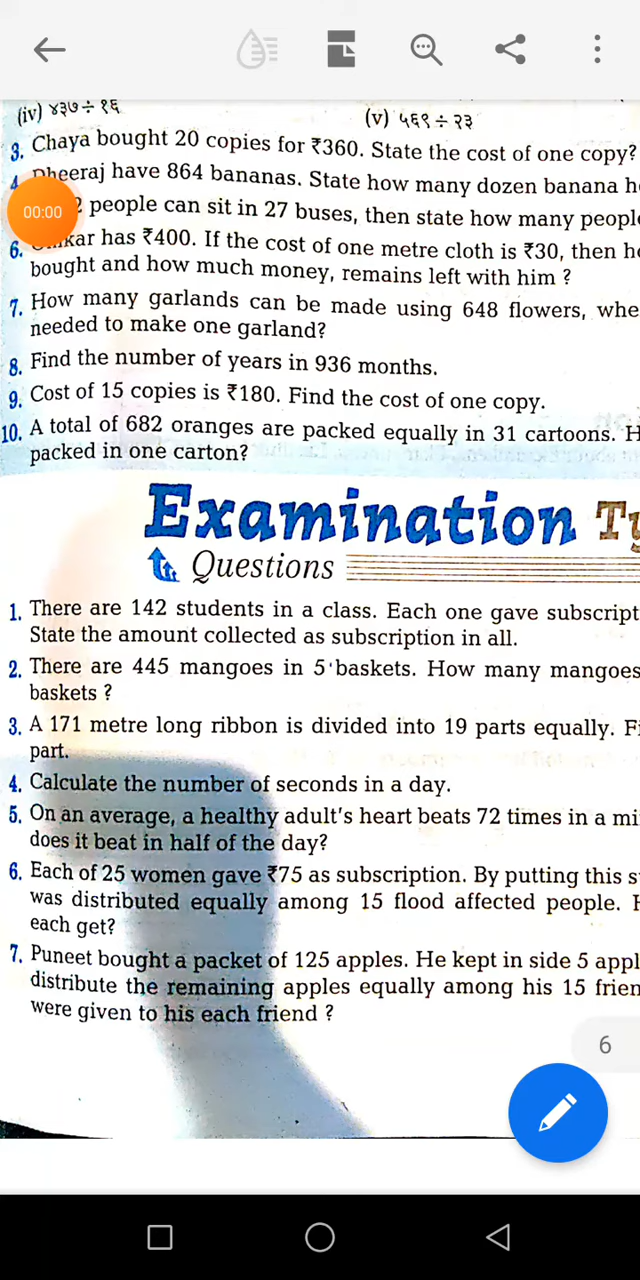 (iv) ४३७ ÷ १६
(v) ५६९ ÷ २३
3. Chaya bought 20 copies for ₹360. State the cost of one copy?
4. Dheeraj have 864 bananas. State how many dozen banana h
00:00
2 people can sit in 27 buses, then state how many people
6. kar has ₹400. If the cost of one metre cloth is ₹30, then h
bought and how much money, remains left with him ?
7. How many garlands can be made using 648 flowers, whe
needed to make one garland?
8. Find the number of years in 936 months.
9. Cost of 15 copies is ₹180. Find the cost of one copy.
10. A total of 682 oranges are packed equally in 31 cartoons. H
packed in one carton?
Examination Ty
Questions
1. There are 142 students in a class. Each one gave subscript
State the amount collected as subscription in all.
2. There are 445 mangoes in 5 baskets. How many mangoes
baskets ?
3. A 171 metre long ribbon is divided into 19 parts equally. Fi
part.
4. Calculate the number of seconds in a day.
5. On an average, a healthy adult's heart beats 72 times in a mi
does it beat in half of the day?
6. Each of 25 women gave ₹75 as subscription. By putting this s
was distributed equally among 15 flood affected people. H
each get?
7. Puneet bought a packet of 125 apples. He kept in side 5 appl
distribute the remaining apples equally among his 15 frien
were given to his each friend ?
6